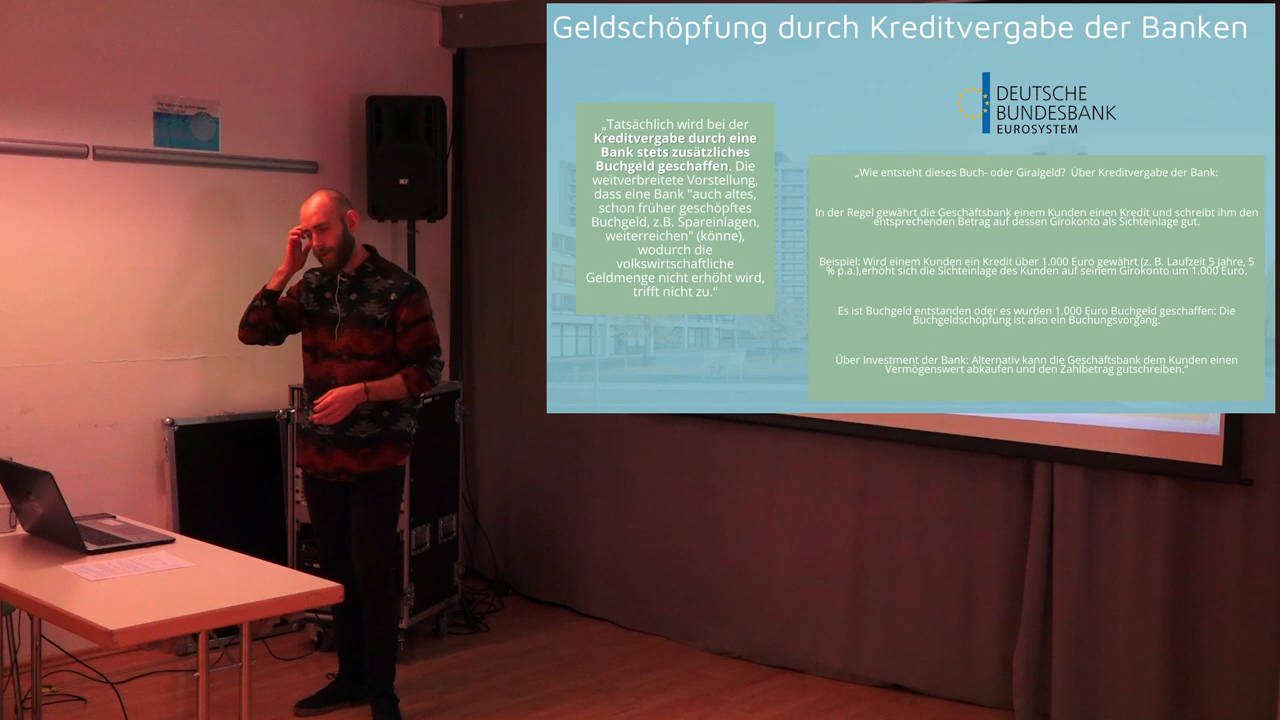 Geldschöpfung durch Kreditvergabe der Banken
DEUTSCHE
BUNDESBANK
EUROSYSTEM
„Tatsächlich wird bei der
Kreditvergabe durch eine
Bank stets zusätzliches
Buchgeld geschaffen. Die
weitverbreitete Vorstellung,
dass eine Bank "auch altes,
schon früher geschöpftes
Buchgeld, z.B. Spareinlagen,
weiterreichen" (könne),
wodurch die
volkswirtschaftliche
Geldmenge nicht erhöht wird,
trifft nicht zu.“
„Wie entsteht dieses Buch- oder Giralgeld? Über Kreditvergabe der Bank:
In der Regel gewährt die Geschäftsbank einem Kunden einen Kredit und schreibt ihm den
entsprechenden Betrag auf dessen Girokonto als Sichteinlage gut.
Beispiel: Wird einem Kunden ein Kredit über 1.000 Euro gewährt (z. B. Laufzeit 5 Jahre, 5
% p.a.),erhöht sich die Sichteinlage des Kunden auf seinem Girokonto um 1.000 Euro.
Es ist Buchgeld entstanden oder es wurden 1.000 Euro Buchgeld geschaffen: Die
Buchgeldschöpfung ist also ein Buchungsvorgang.
Über Investment der Bank: Alternativ kann die Geschäftsbank dem Kunden einen
Vermögenswert abkaufen und den Zahlbetrag gutschreiben.“